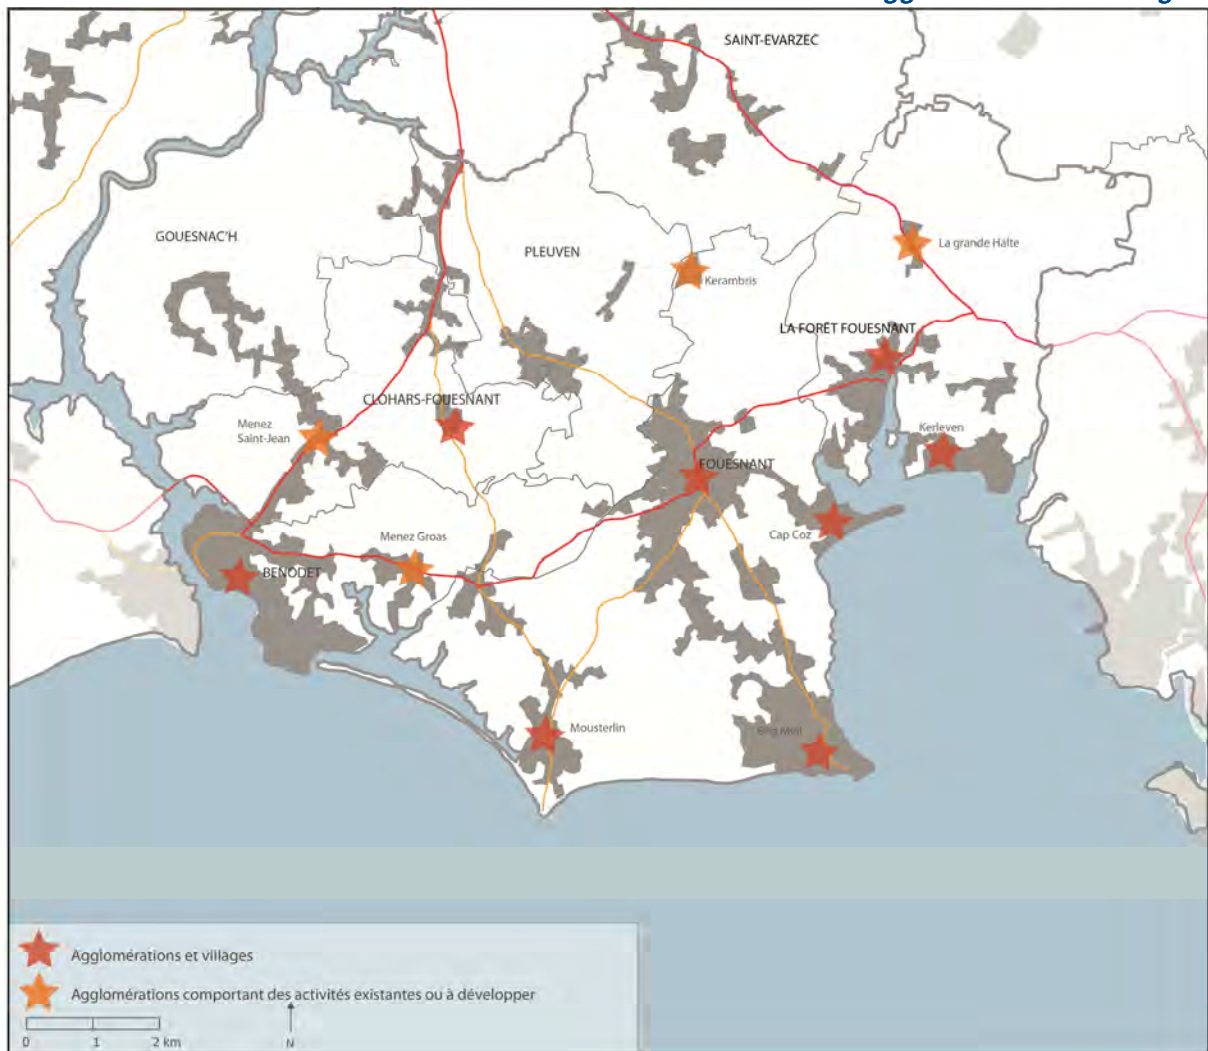 SAINT-EVARZEC
GOUESNAC'H
PLEUVEN
La grande Halte
Kerambris
LA FORÊT FOUESNANT
CLOHARS-FOUESNANT
Menez
Saint-Jean
Kerleven
FOUESNANT
Cap Coz
Menez Groas
BENODET
Mousterlin
Beg Meil
Agglomérations et villages
Agglomérations comportant des activités existantes ou à développer
0 1 2 km
N